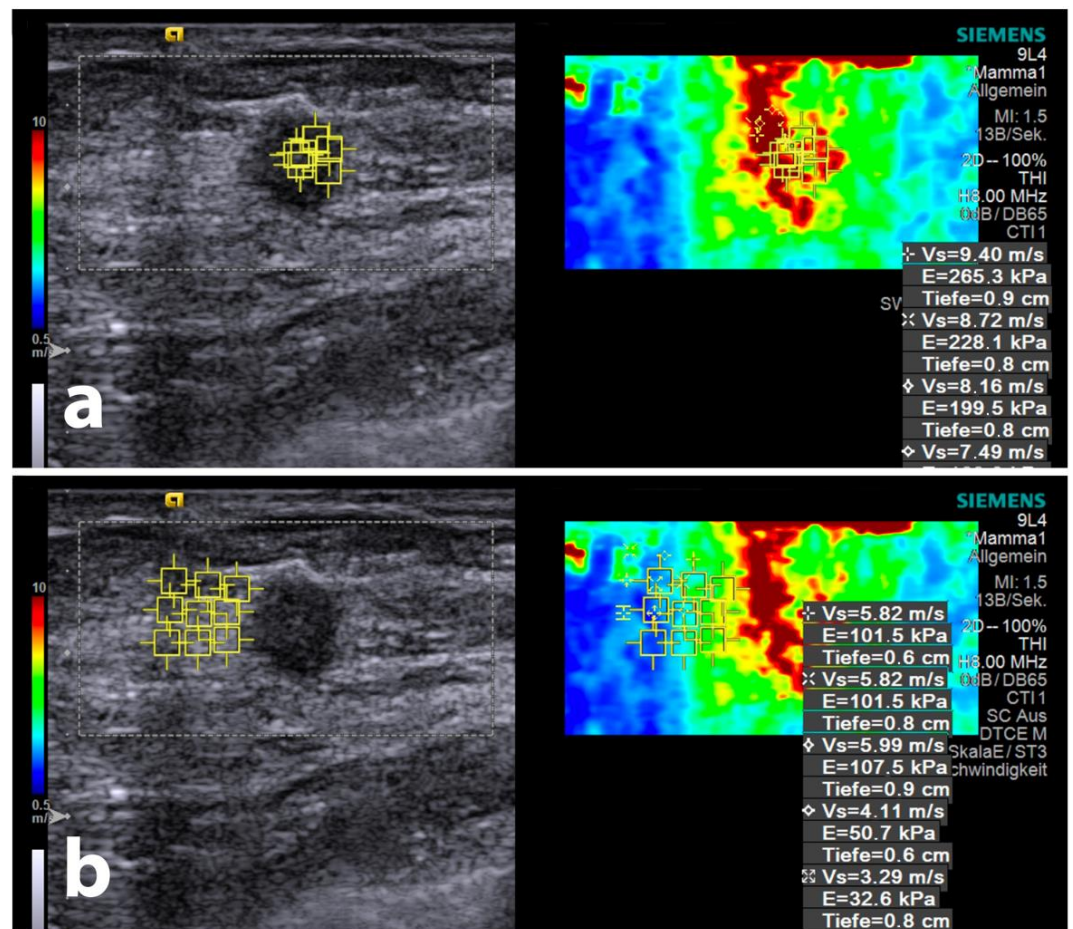 SIEMENS
9L4
Mamma1
Allgemein
MI: 1.5
13B/Sek.
10
2D--100%
THI
H8.00 MHz
0dB/DB65
CTI1
Vs=9.40 m/s
E=265.3 kPa
Tiefe=0.9 cm
Vs=8.72 m/s
0.5
m/s
E=228.1 kPa
Tiefe=0.8 cm
a
Vs=8.16 m/s
E=199.5 kPa
Tiefe=0.8 cm
Vs=7.49 m/s
SIEMENS
9L4
Mamma1
Allgemein
MI: 1.5
10
13B/Sek.
Vs=5.82 m/s
2D--100%
E=101.5 kPa
THI
Tiefe=0.6 cm
H8.00 MHz
Vs=5.82 m/s
0dB/DB65
E=101.5 kPa
CTI1
Tiefe=0.8 cm
SC Aus
DTCE M
Vs=5.99 m/s
SkalaE/ST3
E=107.5 kPa
chwindigkeit
Tiefe=0.9 cm
0.5
m/s
Vs=4.11 m/s
E=50.7 kPa
Tiefe=0.6 cm
b
Vs=3.29 m/s
E=32.6 kPa
Tiefe=0.8 cm